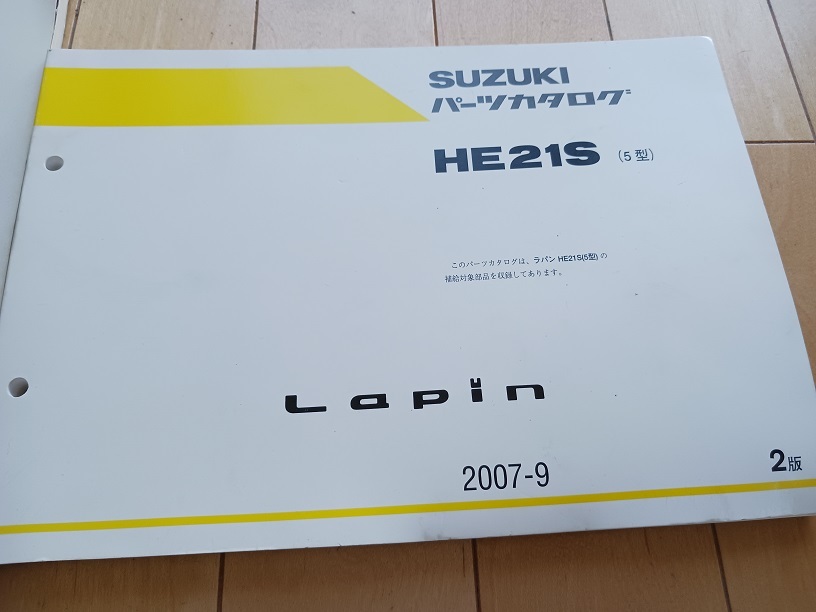 SUZUKI
パーツカタログ
HE21S (5型)
このパーツカタログは、ラパン HE21S(5型) の
補給対象部品を収録してあります。
Lapin
2007-9
2版